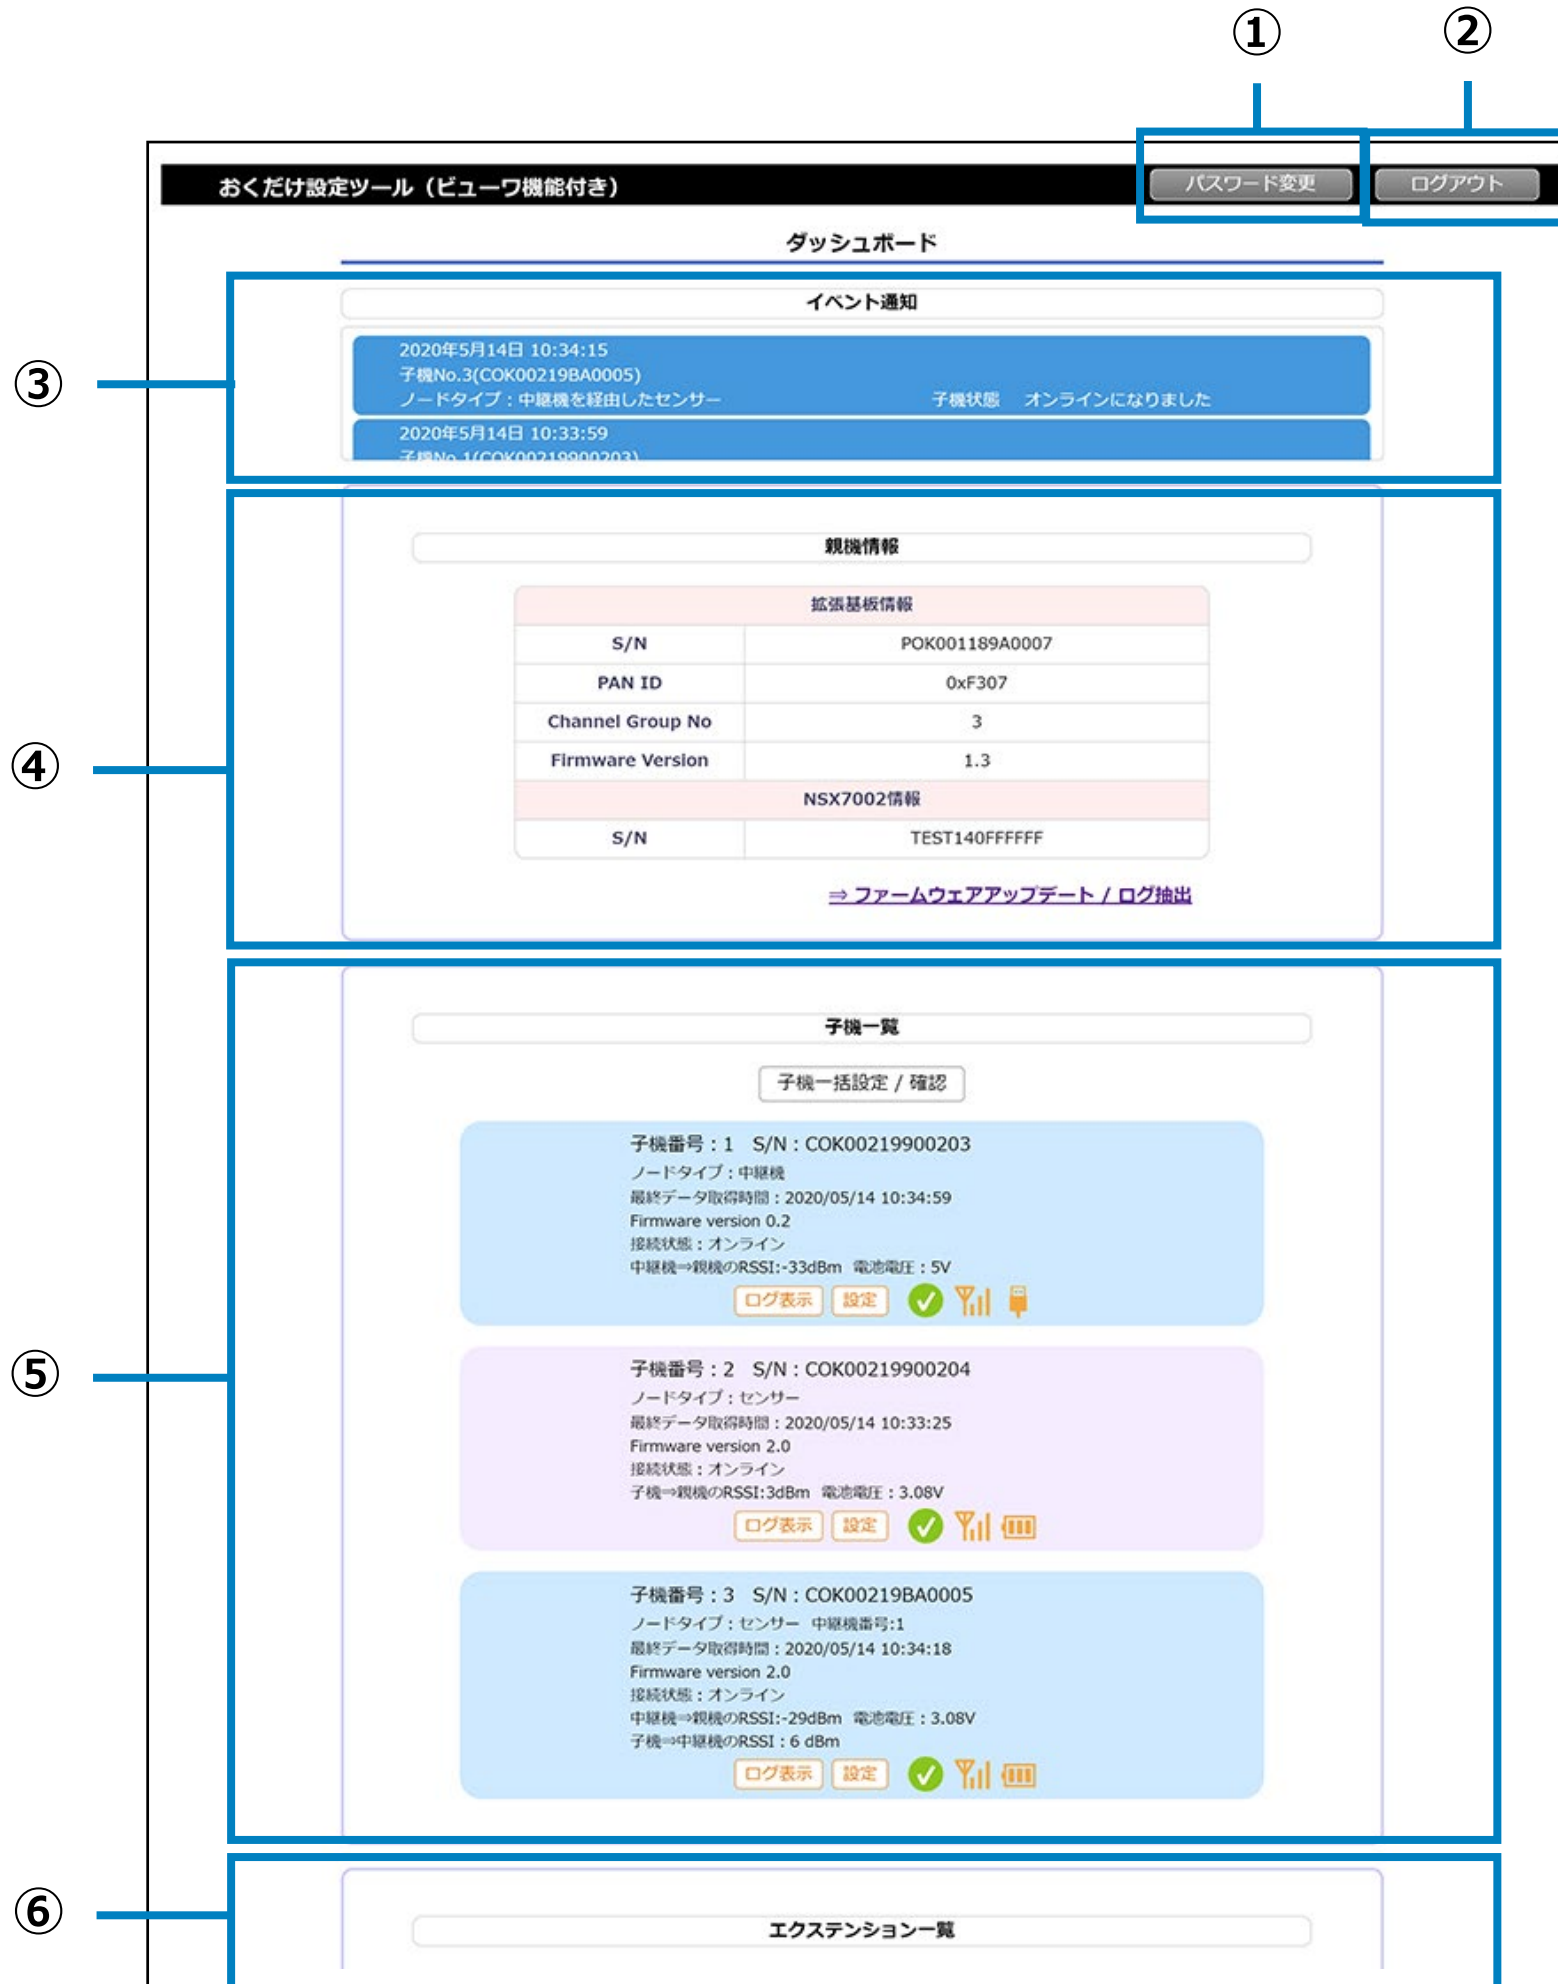 ①
②
おくだけ設定ツール（ビューワ機能付き）
パスワード変更
ログアウト
ダッシュボード
③
イベント通知
2020年5月14日 10:34:15
子機No.3(COK00219BA0005)
ノードタイプ：中継機を経由したセンサー 子機状態 オンラインになりました
2020年5月14日 10:33:59
子機No.1(COK00219900203)
④
親機情報
拡張基板情報
S/N POK001189A0007
PAN ID 0xF307
Channel Group No 3
Firmware Version 1.3
NSX7002情報
S/N TEST140FFFFFF
⇒ ファームウェアアップデート / ログ抽出
⑤
子機一覧
子機一括設定 / 確認
子機番号：1 S/N：COK00219900203
ノードタイプ：中継機
最終データ取得時間：2020/05/14 10:34:59
Firmware version 0.2
接続状態：オンライン
中継機⇒親機のRSSI:-33dBm 電池電圧：5V
ログ表示 設定
子機番号：2 S/N：COK00219900204
ノードタイプ：センサー
最終データ取得時間：2020/05/14 10:33:25
Firmware version 2.0
接続状態：オンライン
子機⇒親機のRSSI:3dBm 電池電圧：3.08V
ログ表示 設定
子機番号：3 S/N：COK00219BA0005
ノードタイプ：センサー 中継機番号:1
最終データ取得時間：2020/05/14 10:34:18
Firmware version 2.0
接続状態：オンライン
中継機⇒親機のRSSI:-29dBm 電池電圧：3.08V
子機⇒中継機のRSSI：6 dBm
ログ表示 設定
⑥
エクステンション一覧